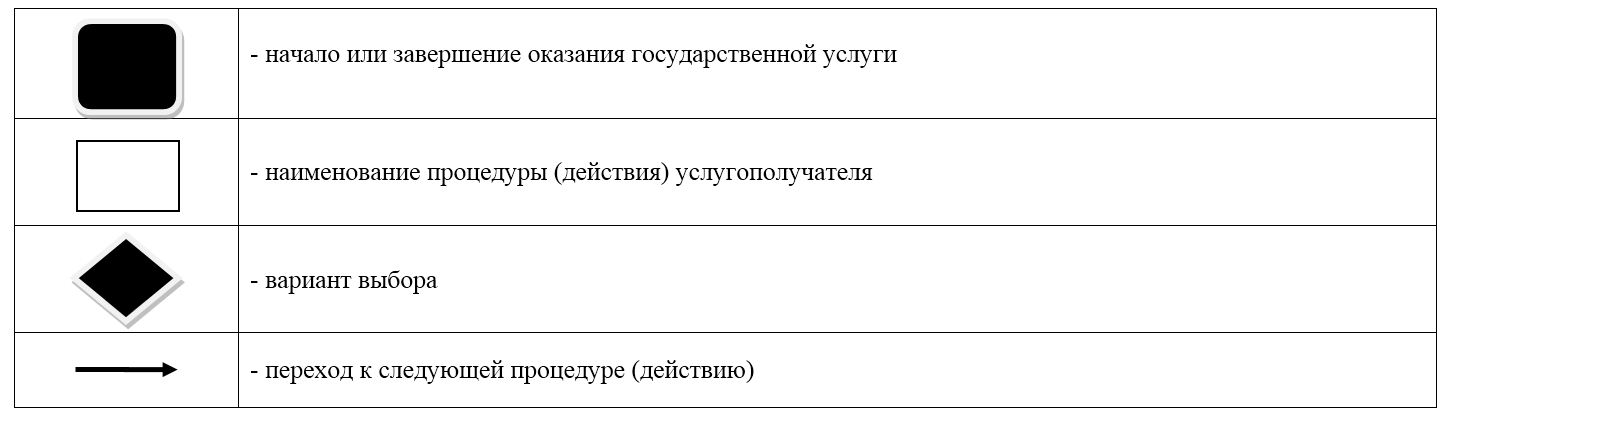 - начало или завершение оказания государственной услуги
- наименование процедуры (действия) услугополучателя
- вариант выбора
- переход к следующей процедуре (действию)